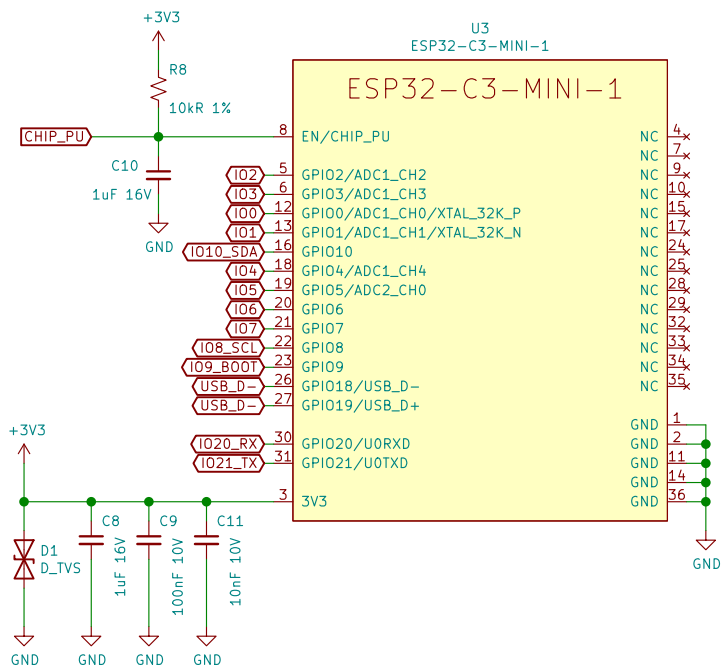 +3V3
R8
10kR 1%
CHIP_PU
C10
1uF 16V
GND
U3
ESP32-C3-MINI-1
ESP32-C3-MINI-1
8 EN/CHIP_PU
IO2 5 GPIO2/ADC1_CH2
IO3 6 GPIO3/ADC1_CH3
IO0 12 GPIO0/ADC1_CH0/XTAL_32K_P
IO1 13 GPIO1/ADC1_CH1/XTAL_32K_N
IO10_SDA 16 GPIO10
IO4 18 GPIO4/ADC1_CH4
IO5 19 GPIO5/ADC2_CH0
IO6 20 GPIO6
IO7 21 GPIO7
IO8_SCL 22 GPIO8
IO9_BOOT 23 GPIO9
USB_D- 26 GPIO18/USB_D-
USB_D- 27 GPIO19/USB_D+
IO20_RX 30 GPIO20/U0RXD
IO21_TX 31 GPIO21/U0TXD
3 3V3
NC 4
NC 7
NC 9
NC 10
NC 15
NC 17
NC 24
NC 25
NC 28
NC 29
NC 32
NC 33
NC 34
NC 35
GND 1
GND 2
GND 11
GND 14
GND 36
GND
+3V3
D1
D_TVS
GND
C8
1uF 16V
GND
C9
100nF 10V
GND
C11
10nF 10V
GND